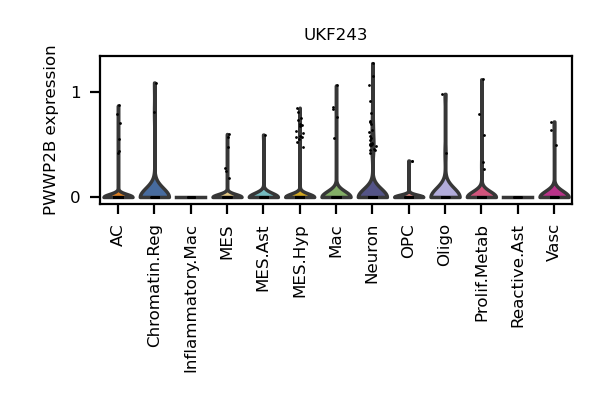 UKF243
PWWP2B expression
1
0
AC
Chromatin.Reg
Inflammatory.Mac
MES
MES.Ast
MES.Hyp
Mac
Neuron
OPC
Oligo
Prolif.Metab
Reactive.Ast
Vasc